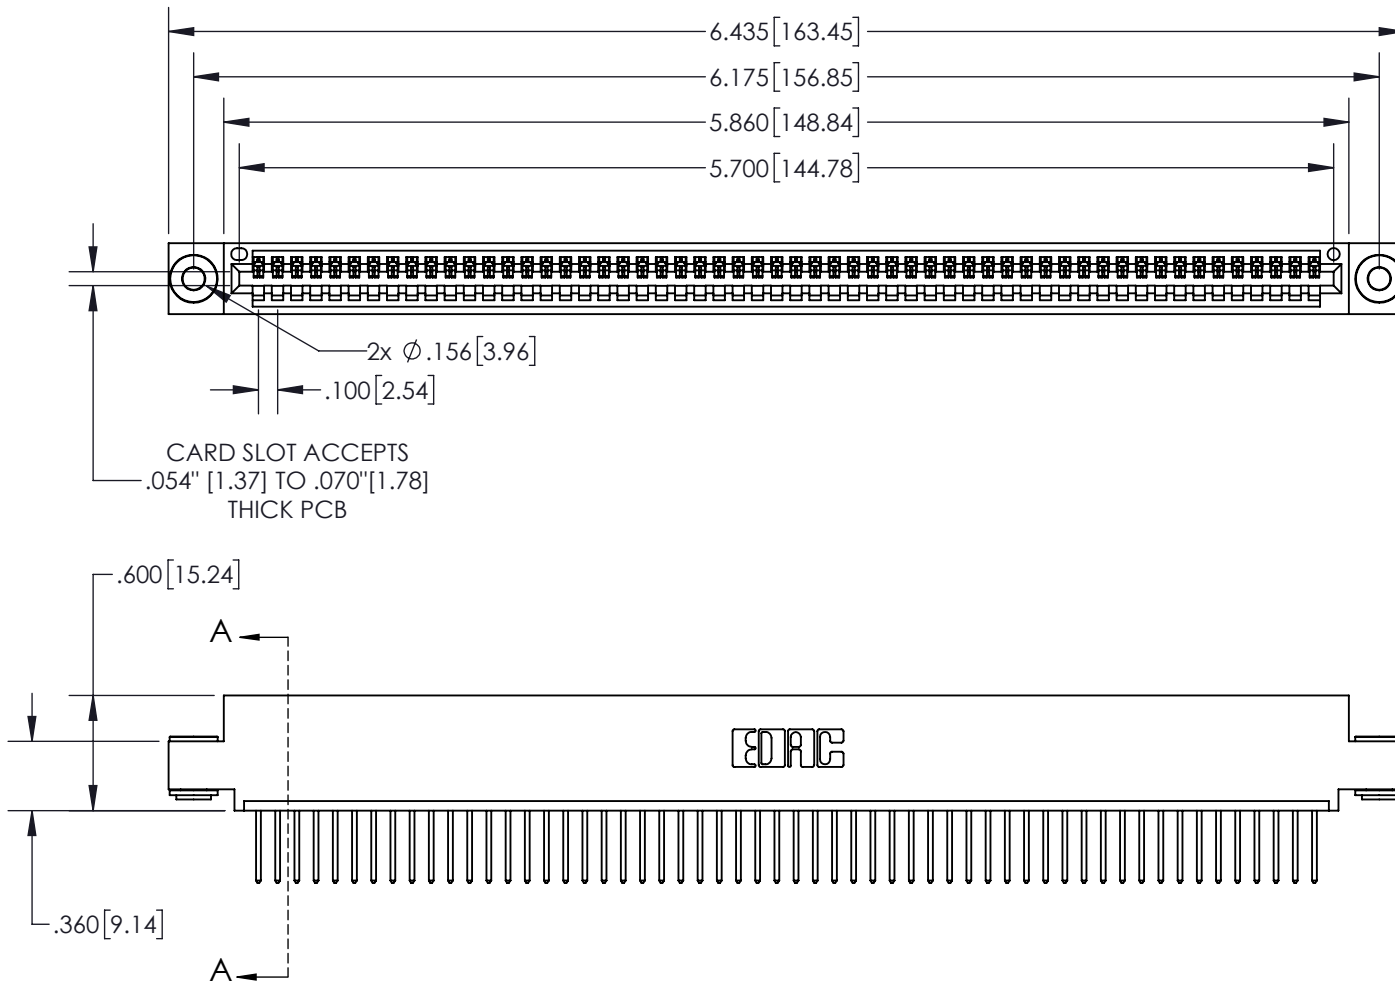 6.435[163.45]
6.175[156.85]
5.860[148.84]
5.700[144.78]
2x Ø.156[3.96]
.100[2.54]
CARD SLOT ACCEPTS
.054" [1.37] TO .070"[1.78]
THICK PCB
.600[15.24]
A
EDAC
.360[9.14]
A